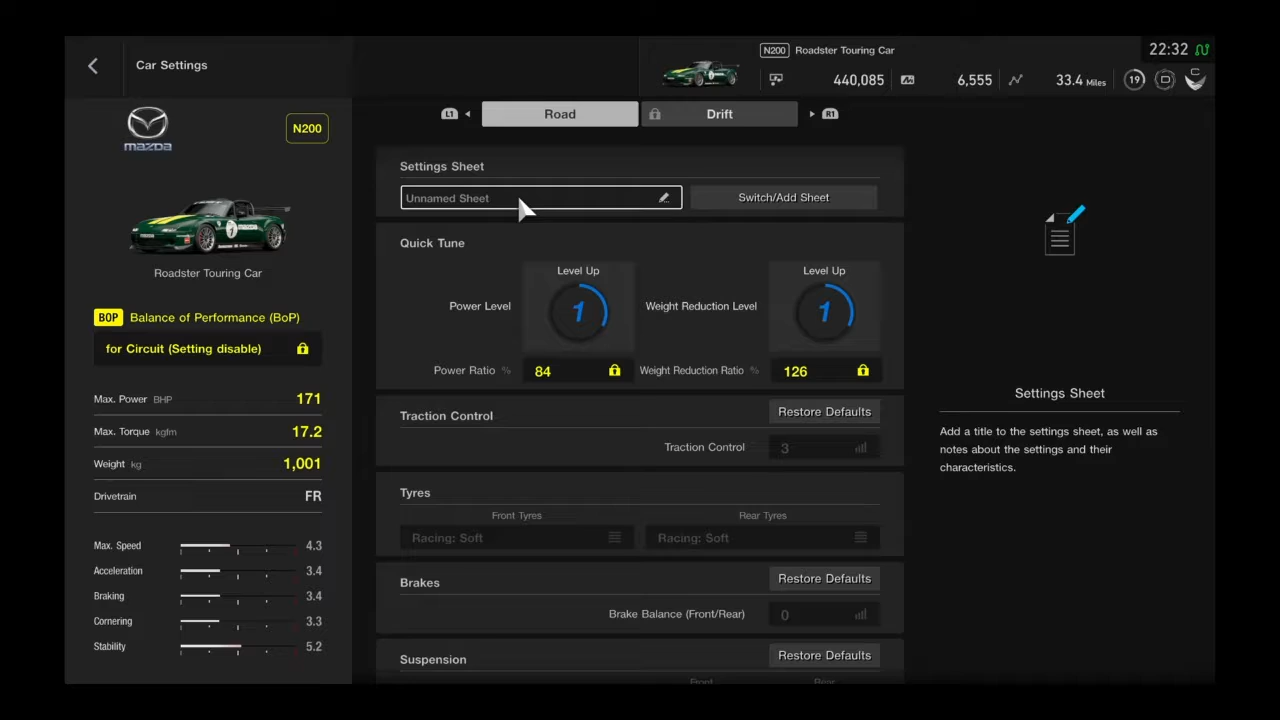 Car Settings
N200 Roadster Touring Car
22:32
440,085
6,555
33.4 Miles
19
D
C
L1
Road
Drift
R1
mazda
N200
Roadster Touring Car
BOP Balance of Performance (BoP)
for Circuit (Setting disable)
Max. Power BHP 171
Max. Torque kgfm 17.2
Weight kg 1,001
Drivetrain FR
Max. Speed 4.3
Acceleration 3.4
Braking 3.4
Cornering 3.3
Stability 5.2
Settings Sheet
Unnamed Sheet
Switch/Add Sheet
Quick Tune
Level Up
Level Up
Power Level 1
Weight Reduction Level 1
Power Ratio % 84
Weight Reduction Ratio % 126
Traction Control
Restore Defaults
Traction Control 3
Tyres
Front Tyres
Rear Tyres
Racing: Soft
Racing: Soft
Brakes
Restore Defaults
Brake Balance (Front/Rear) 0
Suspension
Restore Defaults
Front
Rear
Settings Sheet
Add a title to the settings sheet, as well as
notes about the settings and their
characteristics.